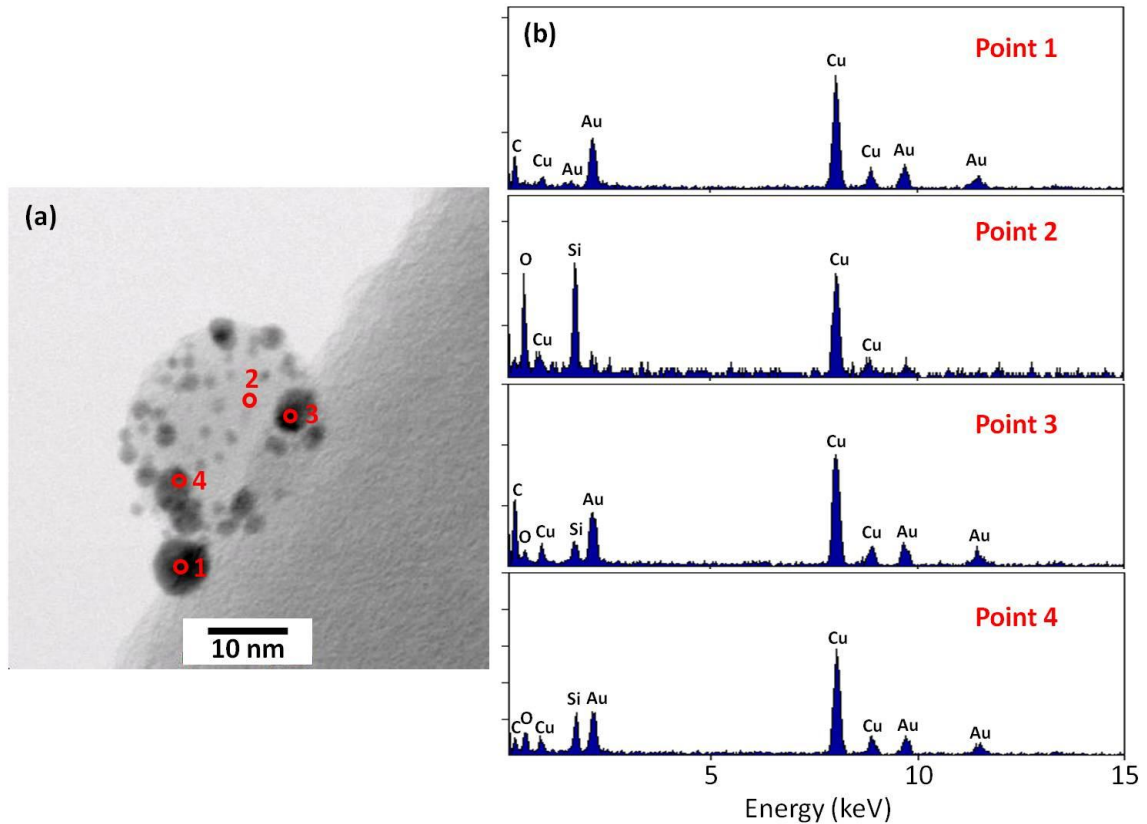 (a)
2
3
4
1
10 nm
(b)
Point 1
C
Cu
Au
Au
Cu
Cu
Au
Au
Point 2
O
Cu
Si
Cu
Cu
Point 3
C
O
Cu
Si
Au
Cu
Cu
Au
Au
Point 4
C
O
Cu
Si
Au
Cu
Cu
Au
Au
5
10
15
Energy (keV)